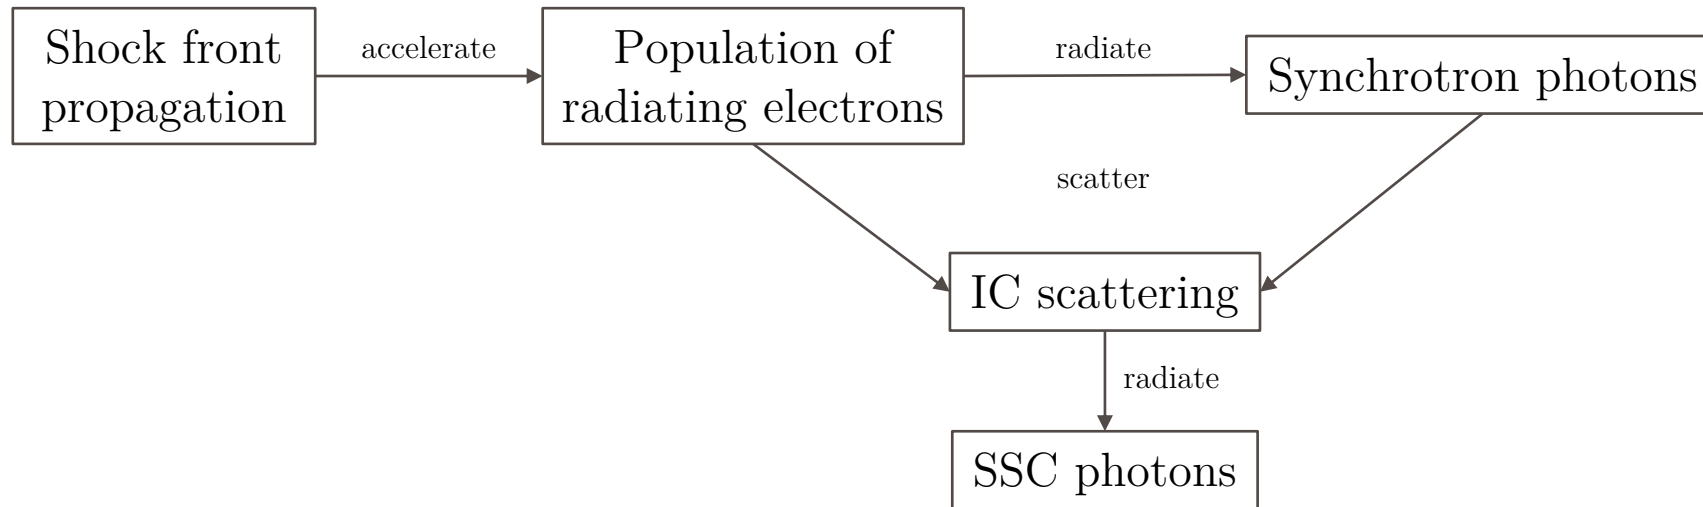 Shock front
propagation
accelerate
Population of
radiating electrons
radiate
Synchrotron photons
scatter
IC scattering
radiate
SSC photons